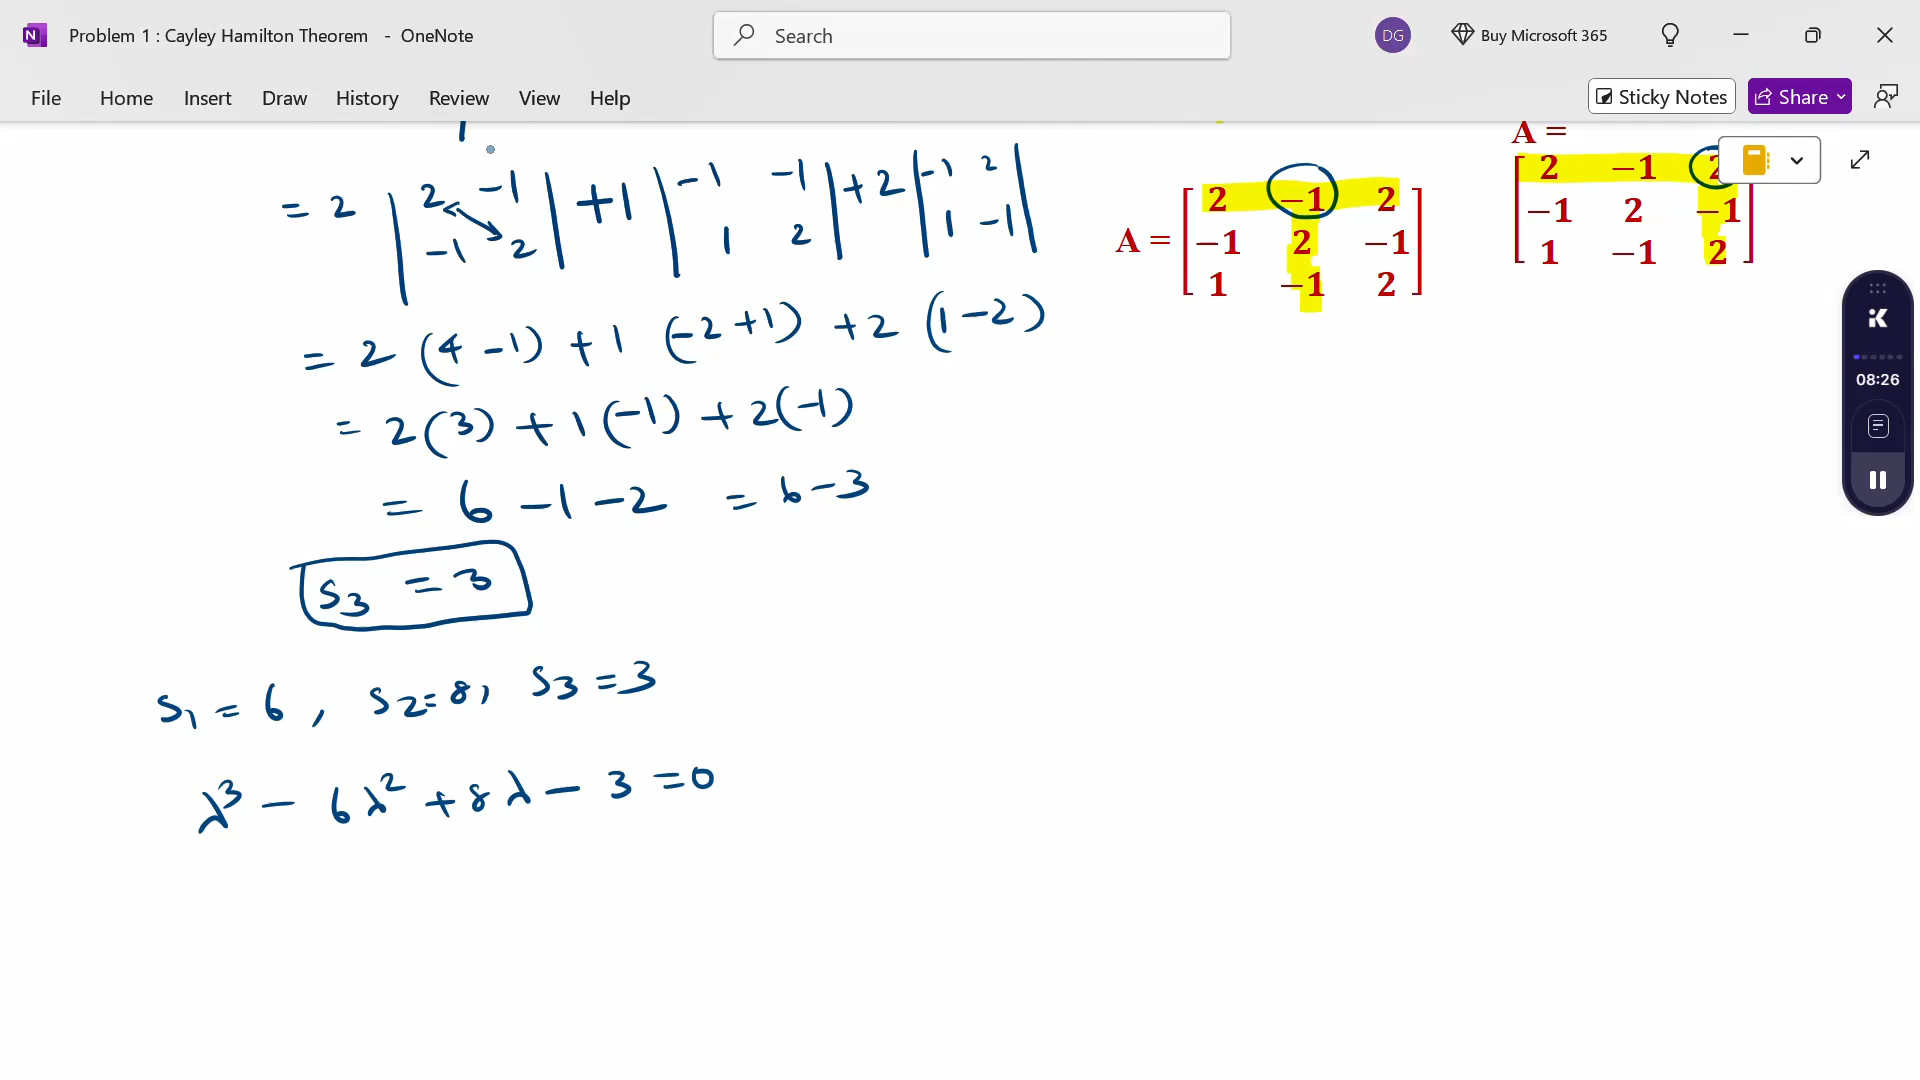 Problem 1 : Cayley Hamilton Theorem - OneNote
Search
DG
Buy Microsoft 365
File Home Insert Draw History Review View Help
Sticky Notes
Share
= 2 | 2 -1 | +1 | -1 -1 | +2 | -1 2 |
| -1 2 | | 1 2 | | 1 -1 |
= 2 (4 -1) +1 (-2+1) +2 (1-2)
= 2(3) + 1(-1) + 2(-1)
= 6 -1 -2 = 6-3
S₃ = 3
S₁ = 6 , S₂=8, S₃ =3
λ³ - 6λ² +8λ - 3 =0
A = [ 2 -1 2
-1 2 -1
1 -1 2 ]
A =
[ 2 -1 2
-1 2 -1
1 -1 2 ]
08:26